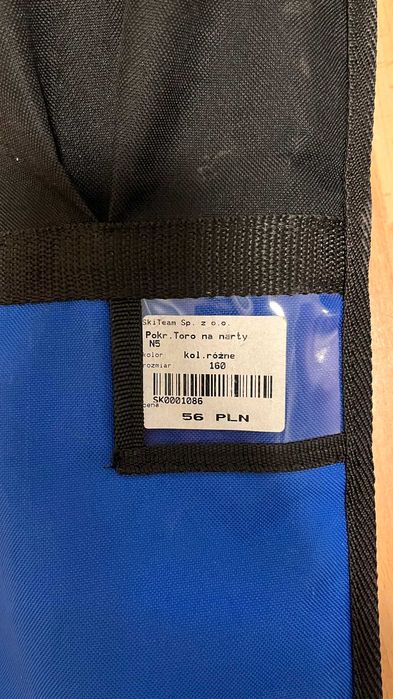 SkiTeam Sp. z o.o.
Pokr.Toro na narty
N5
kolor kol.różne
rozmiar 160
SK0001086
cena 56 PLN